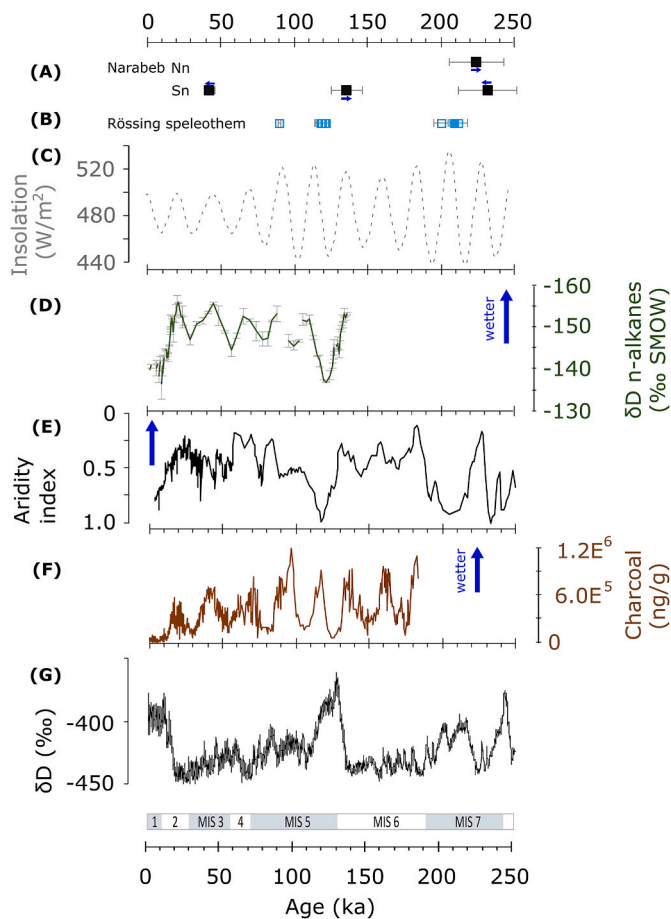 0 50 100 150 200 250
(A) Narabeb Nn
Sn
(B) Rössing speleothem
(C)
Insolation
(W/m²)
520
480
440
(D)
wetter
-160
-150
-140
-130
δD n-alkanes
(‰ SMOW)
(E)
Aridity
index
0
0.5
1.0
(F)
wetter
1.2E⁶
6.0E⁵
0
Charcoal
(ng/g)
(G)
δD (‰)
-400
-450
1 2 MIS 3 4 MIS 5 MIS 6 MIS 7
0 50 100 150 200 250
Age (ka)